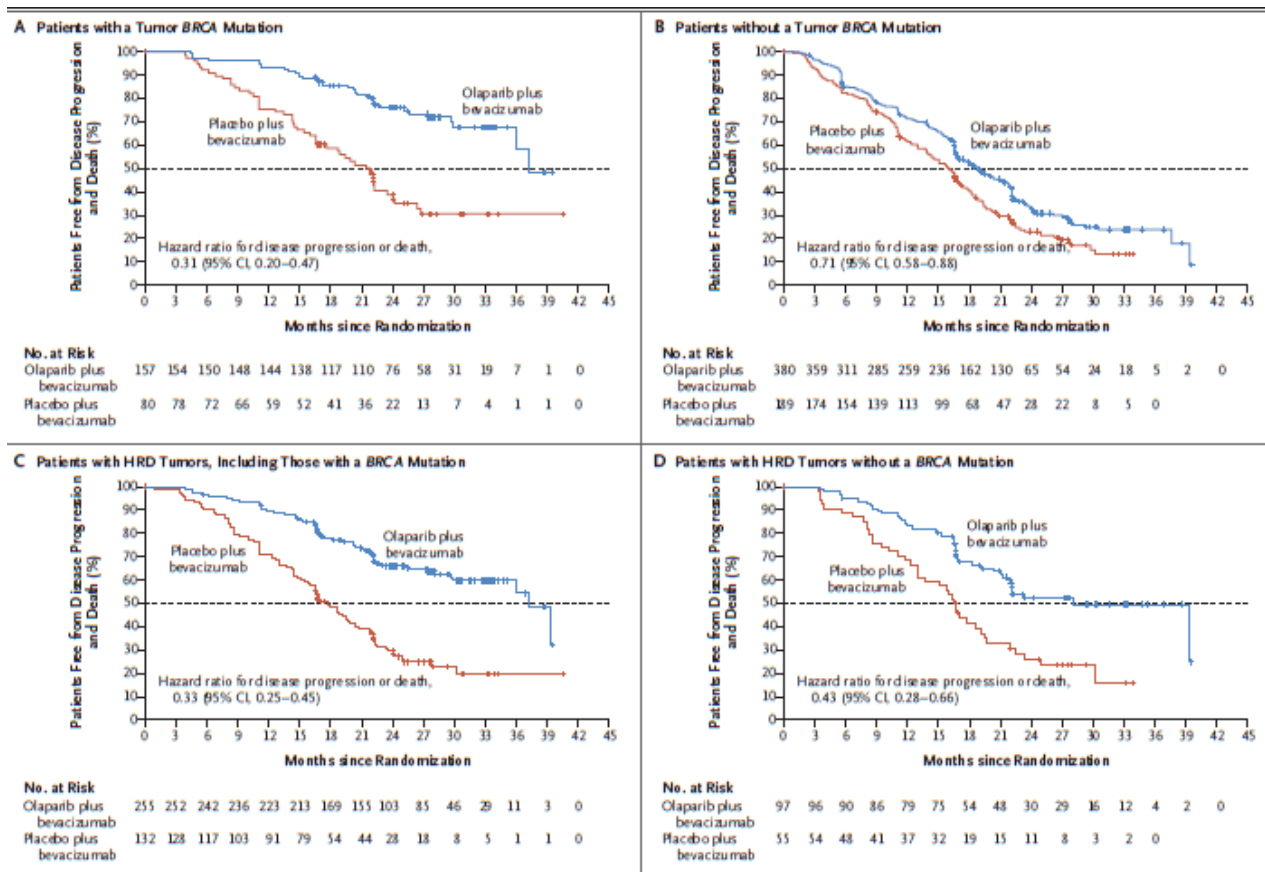 A Patients with a Tumor BRCA Mutation
Patients Free from Disease Progression
and Death (%)
100
90
80
70
60
50
40
30
20
10
0
Olaparib plus
bevacizumab
Placebo plus
bevacizumab
Hazard ratio for disease progression or death,
0.31 (95% CI, 0.20–0.47)
0 3 6 9 12 15 18 21 24 27 30 33 36 39 42 45
Months since Randomization
No. at Risk
Olaparib plus
bevacizumab
157 154 150 148 144 138 117 110 76 58 31 19 7 1 0
Placebo plus
bevacizumab
80 78 72 66 59 52 41 36 22 13 7 4 1 1 0
B Patients without a Tumor BRCA Mutation
Patients Free from Disease Progression
and Death (%)
100
90
80
70
60
50
40
30
20
10
0
Placebo plus
bevacizumab
Olaparib plus
bevacizumab
Hazard ratio for disease progression or death,
0.71 (95% CI, 0.58–0.88)
0 3 6 9 12 15 18 21 24 27 30 33 36 39 42 45
Months since Randomization
No. at Risk
Olaparib plus
bevacizumab
380 359 311 285 259 236 162 130 65 54 24 18 5 2 0
Placebo plus
bevacizumab
189 174 154 139 113 99 68 47 28 22 8 5 0
C Patients with HRD Tumors, Including Those with a BRCA Mutation
Patients Free from Disease Progression
and Death (%)
100
90
80
70
60
50
40
30
20
10
0
Placebo plus
bevacizumab
Olaparib plus
bevacizumab
Hazard ratio for disease progression or death,
0.33 (95% CI, 0.25–0.45)
0 3 6 9 12 15 18 21 24 27 30 33 36 39 42 45
Months since Randomization
No. at Risk
Olaparib plus
bevacizumab
255 252 242 236 223 213 169 155 103 85 46 29 11 3 0
Placebo plus
bevacizumab
132 128 117 103 91 79 54 44 28 18 8 5 1 1 0
D Patients with HRD Tumors without a BRCA Mutation
Patients Free from Disease Progression
and Death (%)
100
90
80
70
60
50
40
30
20
10
0
Olaparib plus
bevacizumab
Placebo plus
bevacizumab
Hazard ratio for disease progression or death,
0.43 (95% CI, 0.28–0.66)
0 3 6 9 12 15 18 21 24 27 30 33 36 39 42 45
Months since Randomization
No. at Risk
Olaparib plus
bevacizumab
97 96 90 86 79 75 54 48 30 29 16 12 4 2 0
Placebo plus
bevacizumab
55 54 48 41 37 32 19 15 11 8 3 2 0